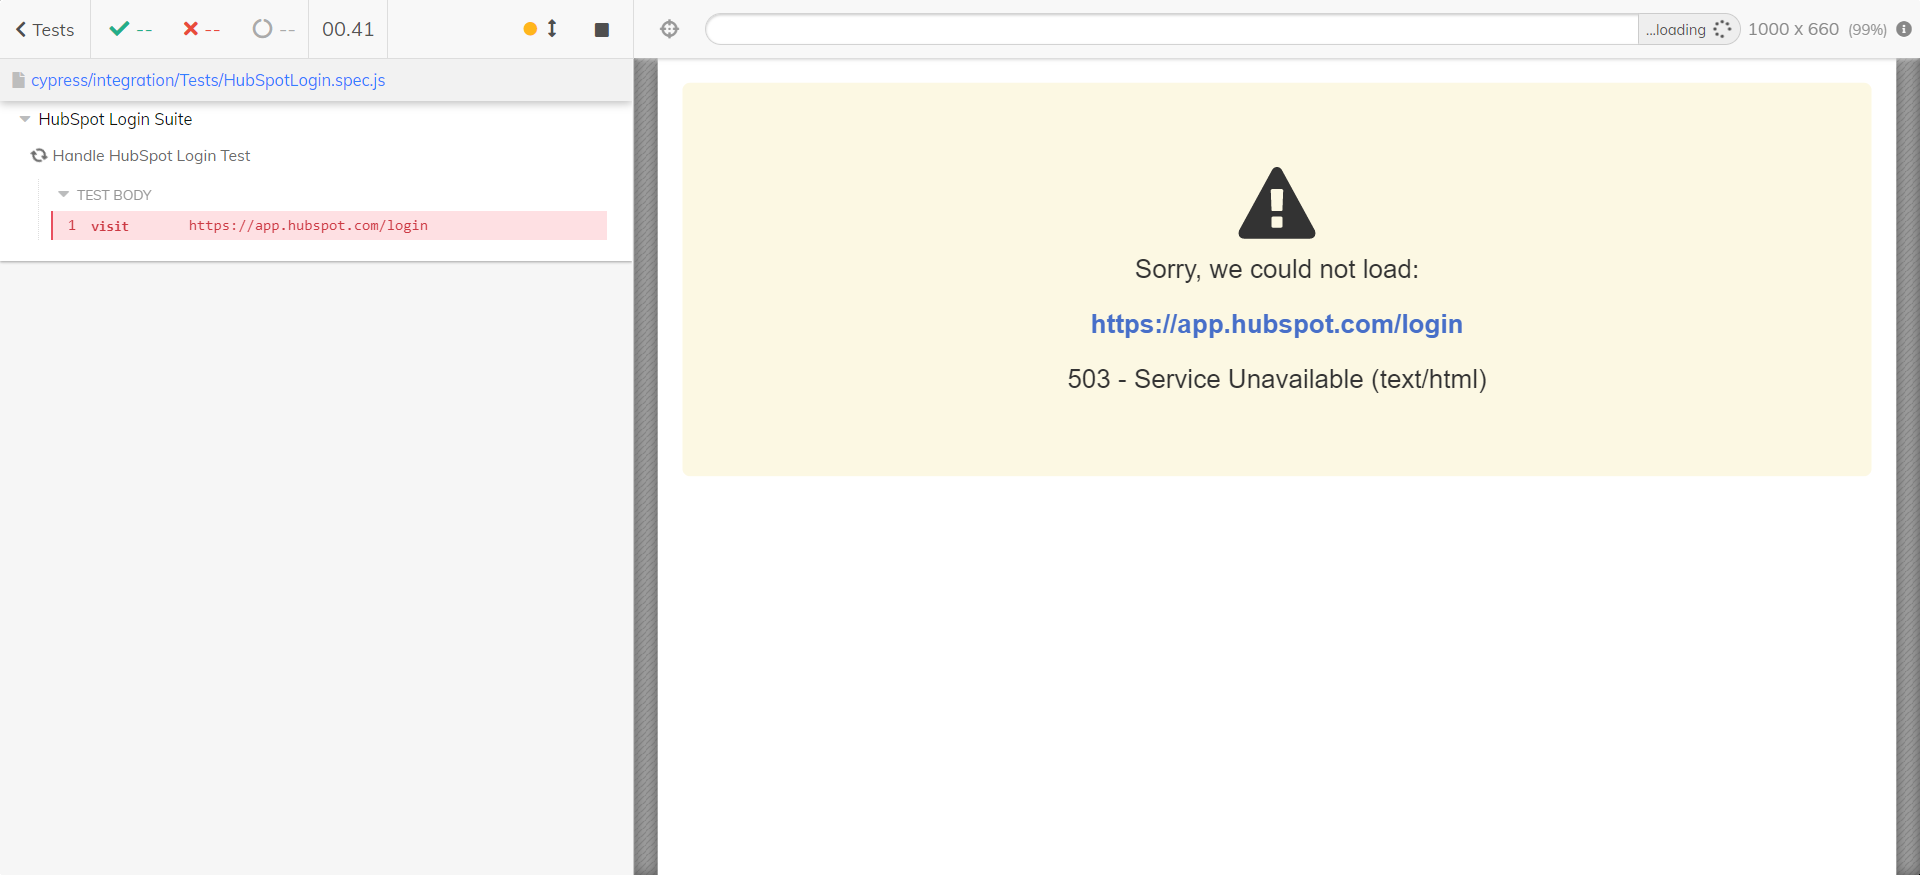 Tests -- -- -- 00.41
...loading 1000 x 660 (99%)
cypress/integration/Tests/HubSpotLogin.spec.js
HubSpot Login Suite
Handle HubSpot Login Test
TEST BODY
1 visit https://app.hubspot.com/login
Sorry, we could not load:
https://app.hubspot.com/login
503 - Service Unavailable (text/html)